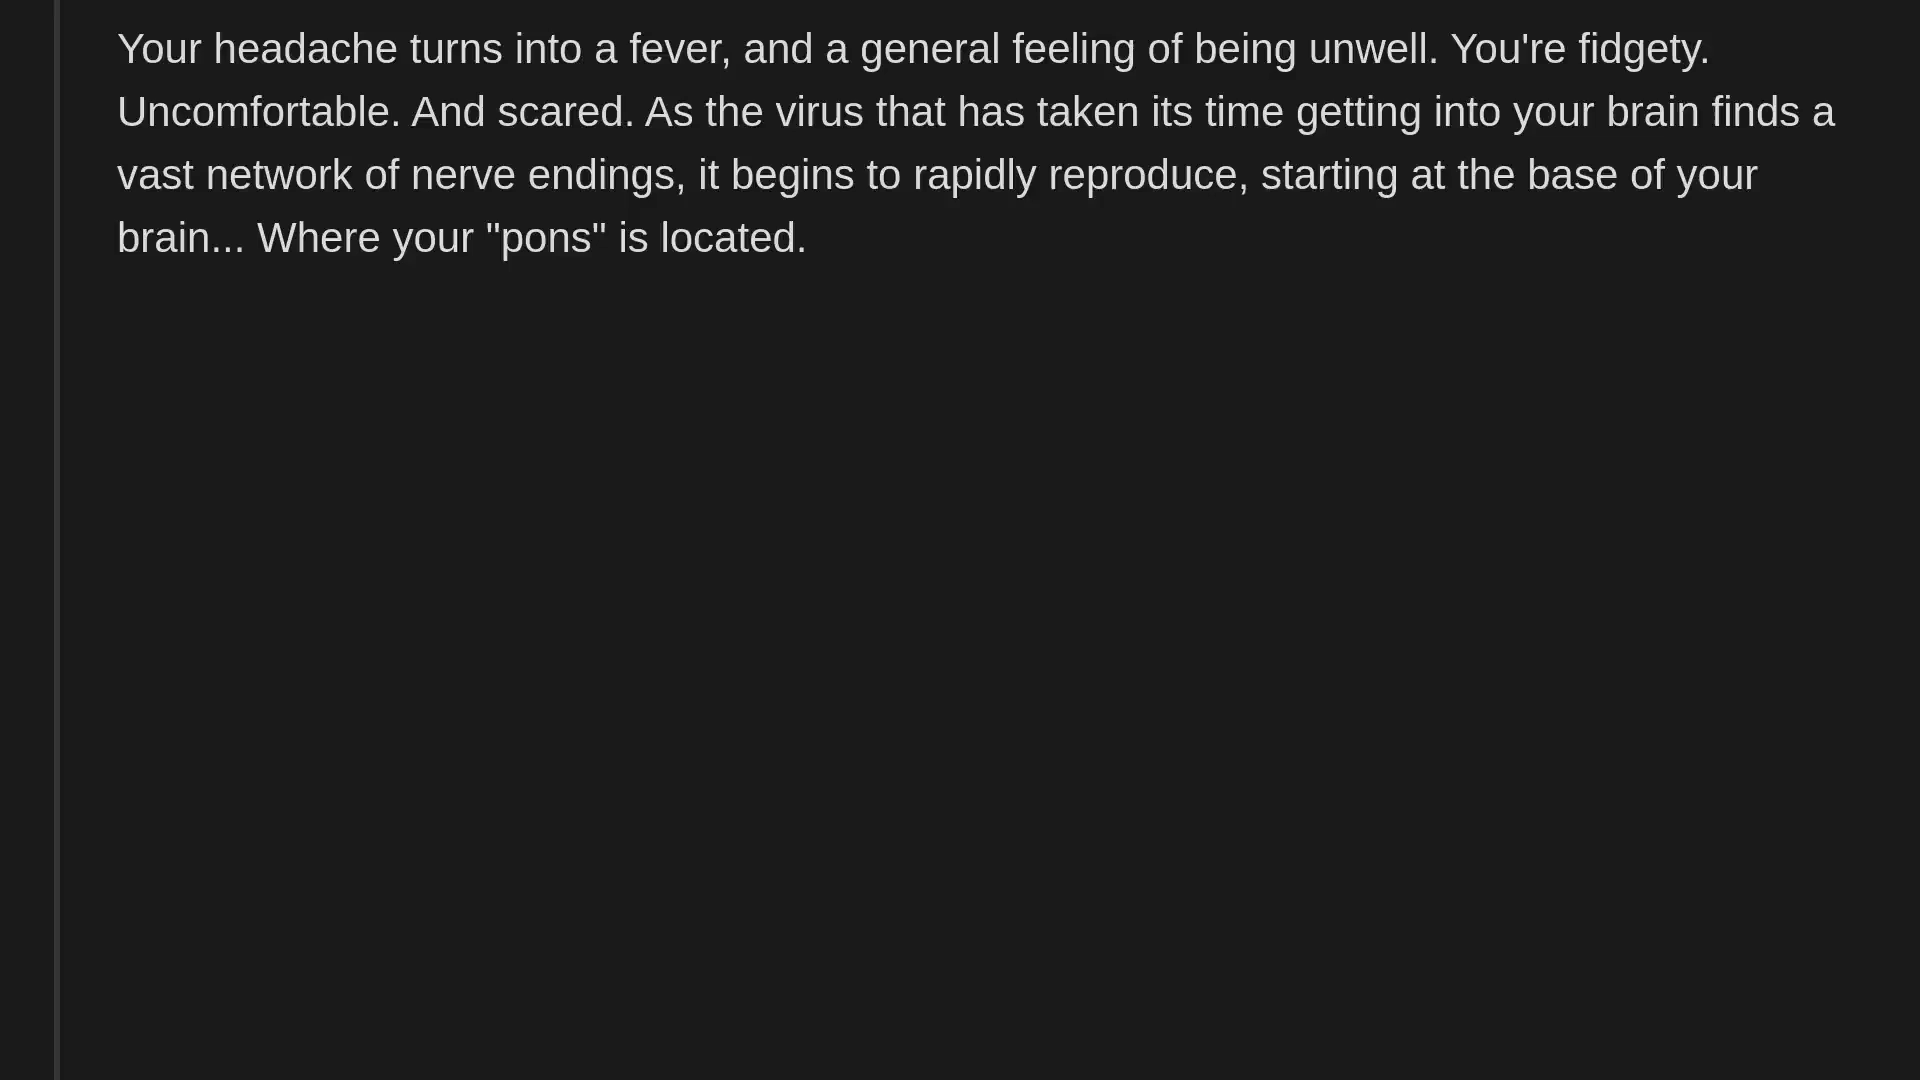 Your headache turns into a fever, and a general feeling of being unwell. You're fidgety.
Uncomfortable. And scared. As the virus that has taken its time getting into your brain finds a
vast network of nerve endings, it begins to rapidly reproduce, starting at the base of your
brain... Where your "pons" is located.